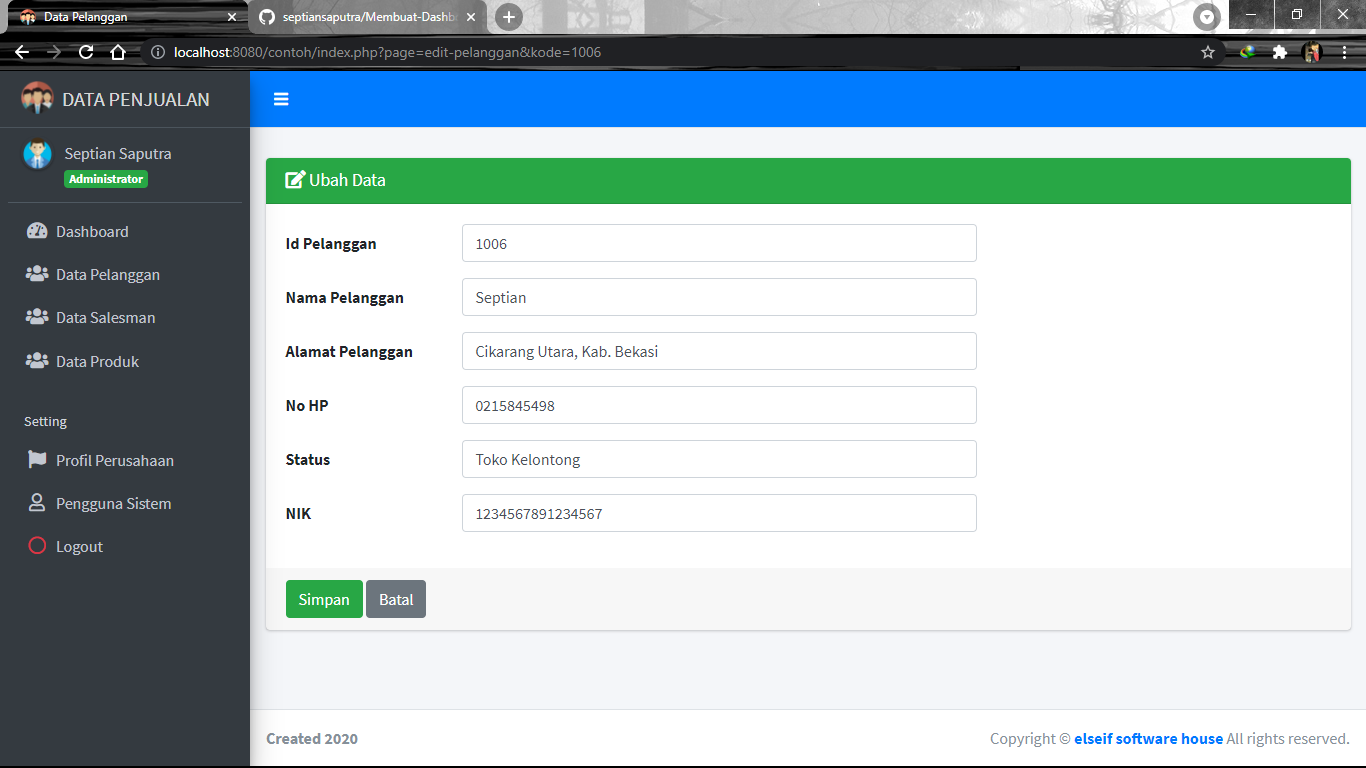 Data Pelanggan
septiansaputra/Membuat-Dashb
localhost:8080/contoh/index.php?page=edit-pelanggan&kode=1006
DATA PENJUALAN
Septian Saputra
Administrator
Dashboard
Data Pelanggan
Data Salesman
Data Produk
Setting
Profil Perusahaan
Pengguna Sistem
Logout
Ubah Data
Id Pelanggan 1006
Nama Pelanggan Septian
Alamat Pelanggan Cikarang Utara, Kab. Bekasi
No HP 0215845498
Status Toko Kelontong
NIK 1234567891234567
Simpan Batal
Created 2020 Copyright © elseif software house All rights reserved.